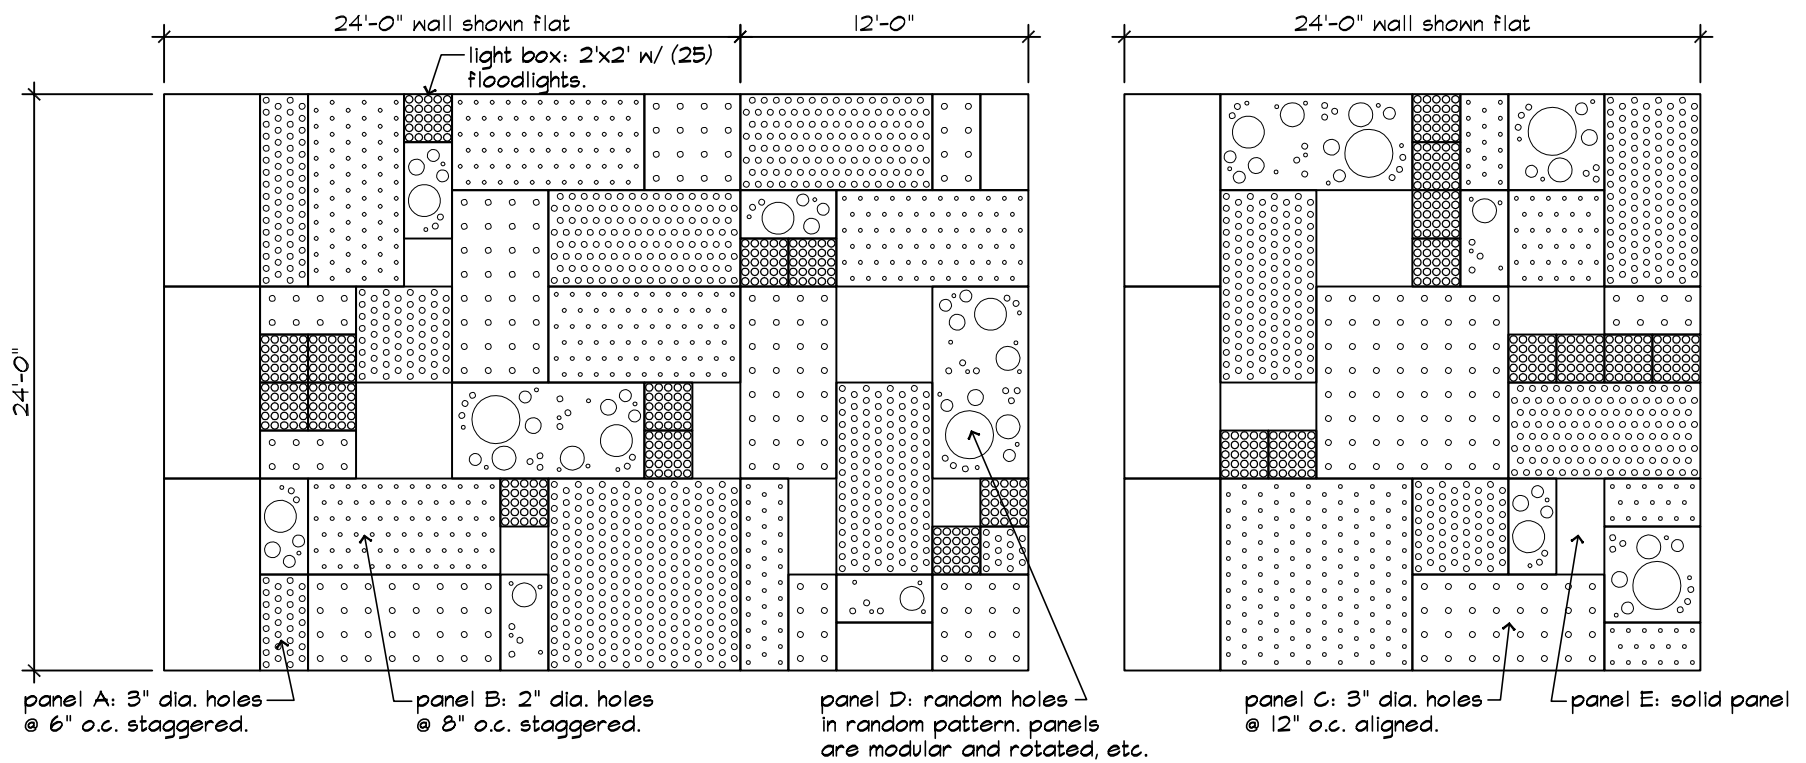 24'-0" wall shown flat
12'-0"
24'-0" wall shown flat
light box: 2'x2' w/ (25)
floodlights.
24'-0"
panel A: 3" dia. holes
@ 6" o.c. staggered.
panel B: 2" dia. holes
@ 8" o.c. staggered.
panel D: random holes
in random pattern. panels
are modular and rotated, etc.
panel C: 3" dia. holes
@ 12" o.c. aligned.
panel E: solid panel